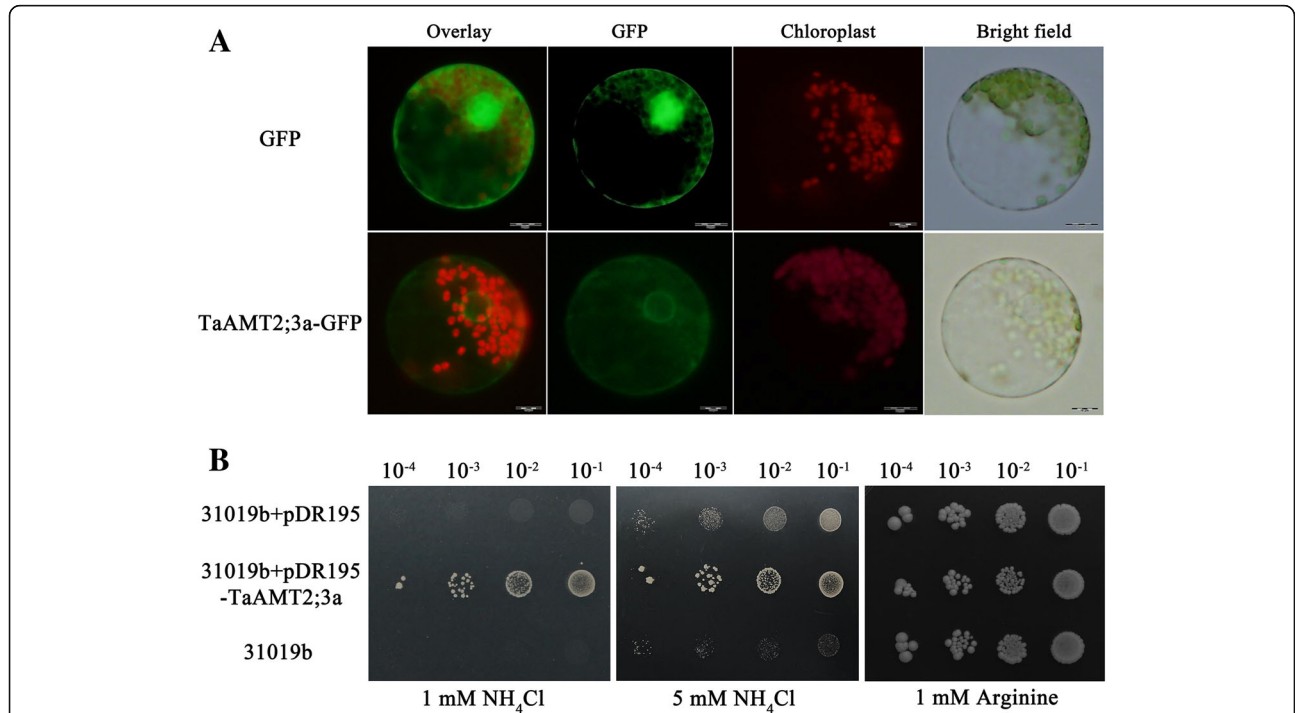 A
Overlay GFP Chloroplast Bright field
GFP
TaAMT2;3a-GFP
B
10-4 10-3 10-2 10-1 10-4 10-3 10-2 10-1 10-4 10-3 10-2 10-1
31019b+pDR195
31019b+pDR195
-TaAMT2;3a
31019b
1 mM NH4Cl 5 mM NH4Cl 1 mM Arginine